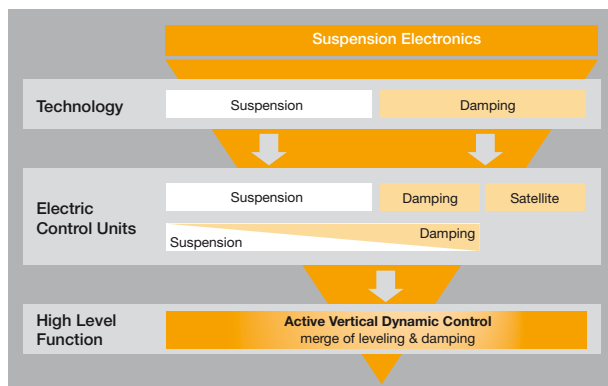 Suspension Electronics
Technology
Suspension
Damping
Electric
Control Units
Suspension
Damping
Satellite
Damping
Suspension
High Level
Function
Active Vertical Dynamic Control
merge of leveling & damping